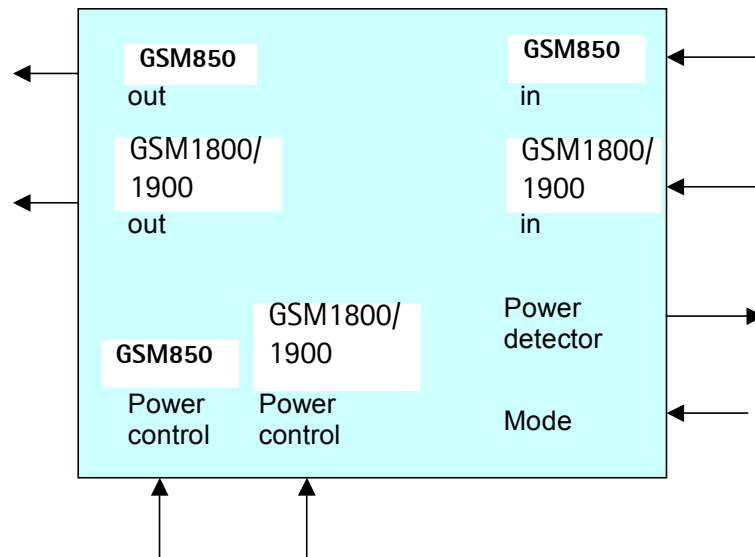 GSM850
out
GSM850
in
GSM1800/
1900
out
GSM1800/
1900
in
GSM850
Power
control
GSM1800/
1900
Power
control
Power
detector
Mode